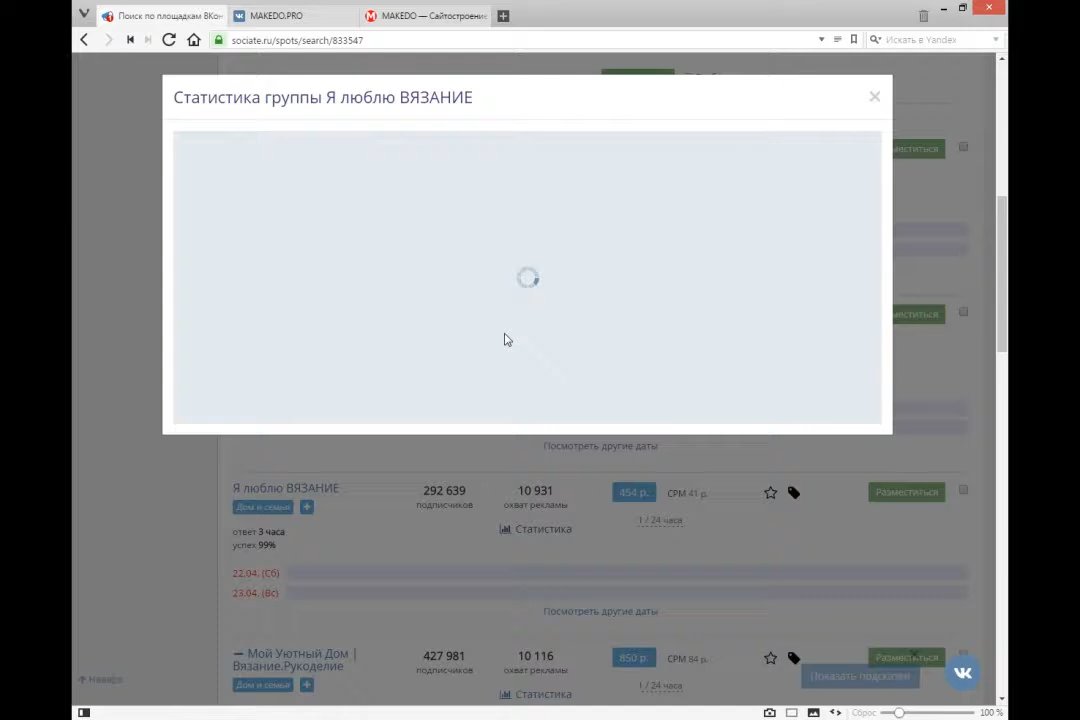 Поиск по площадкам ВКон
MAKEDO.PRO
MAKEDO — Сайтостроение
sociate.ru/spots/search/833547
Искать в Yandex
Статистика группы Я люблю ВЯЗАНИЕ
Разместиться
Посмотреть другие даты
Я люблю ВЯЗАНИЕ
292 639
10 931
454 р.
CPM 41 р.
Разместиться
Дом и семья
подписчиков
охват рекламы
1 / 24 часа
Статистика
ответ 3 часа
успех 99%
22.04. (Сб)
23.04. (Вс)
Посмотреть другие даты
— Мой Уютный Дом |
Вязание.Рукоделие
427 981
10 116
850 р.
CPM 84 р.
Разместиться
подписчиков
охват рекламы
Показать подсказки
Наверх
Дом и семья
1 / 24 часа
Статистика
Сброс
100 %